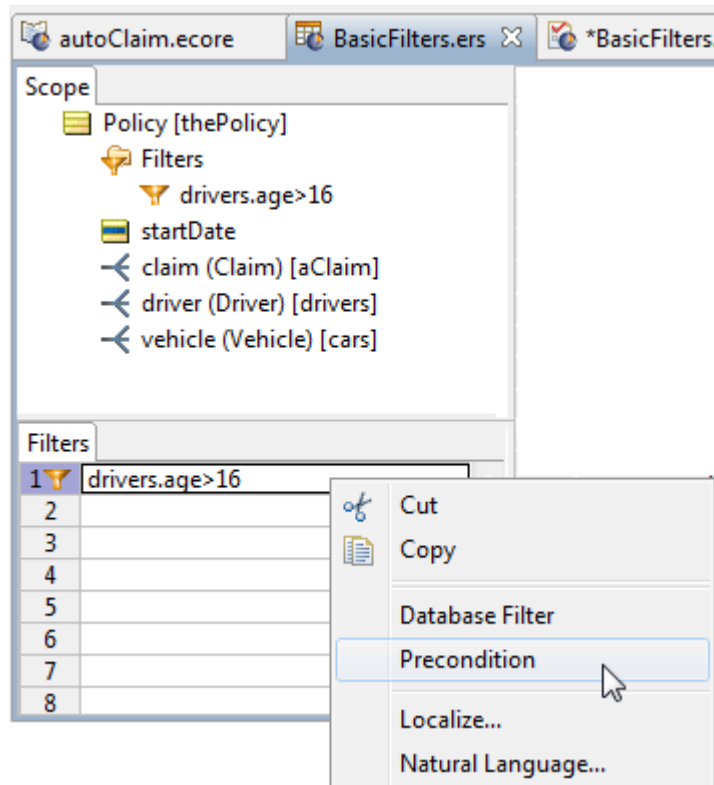 autoClaim.ecore
BasicFilters.ers
*BasicFilters.
Scope
Policy [thePolicy]
Filters
drivers.age>16
startDate
claim (Claim) [aClaim]
driver (Driver) [drivers]
vehicle (Vehicle) [cars]
Filters
1 drivers.age>16
2
3
4
5
6
7
8
Cut
Copy
Database Filter
Precondition
Localize...
Natural Language...